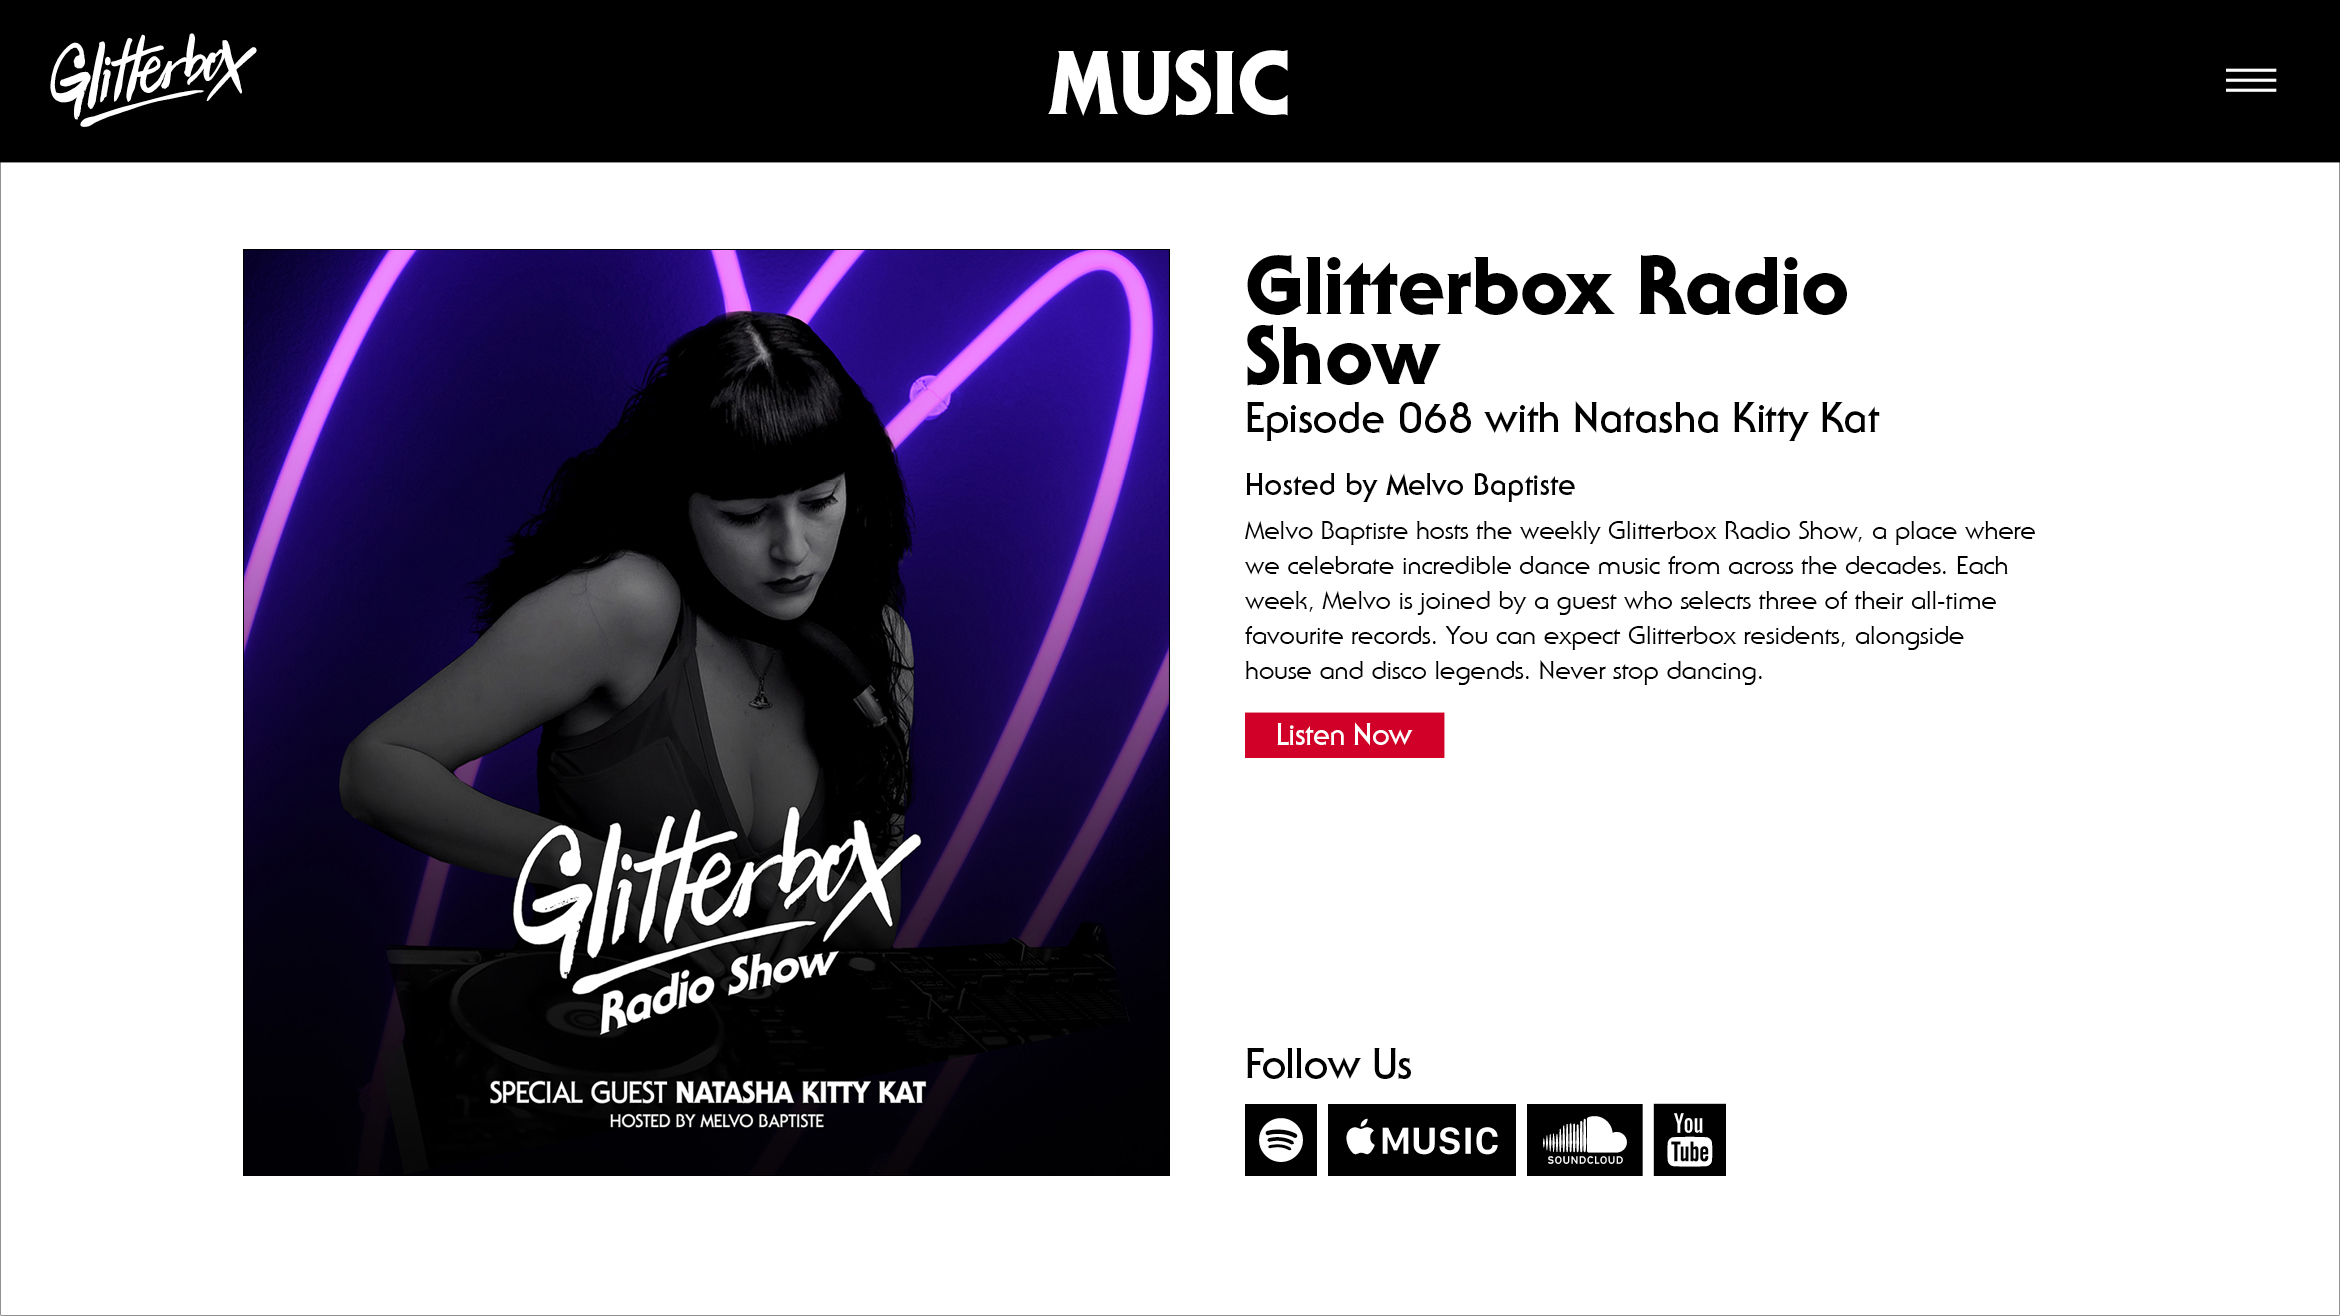 Glitterbox
MUSIC
Glitterbox
Radio Show
SPECIAL GUEST NATASHA KITTY KAT
HOSTED BY MELVO BAPTISTE
Glitterbox Radio
Show
Episode 068 with Natasha Kitty Kat
Hosted by Melvo Baptiste
Melvo Baptiste hosts the weekly Glitterbox Radio Show, a place where
we celebrate incredible dance music from across the decades. Each
week, Melvo is joined by a guest who selects three of their all-time
favourite records. You can expect Glitterbox residents, alongside
house and disco legends. Never stop dancing.
Listen Now
Follow Us
MUSIC
SOUNDCLOUD
You
Tube